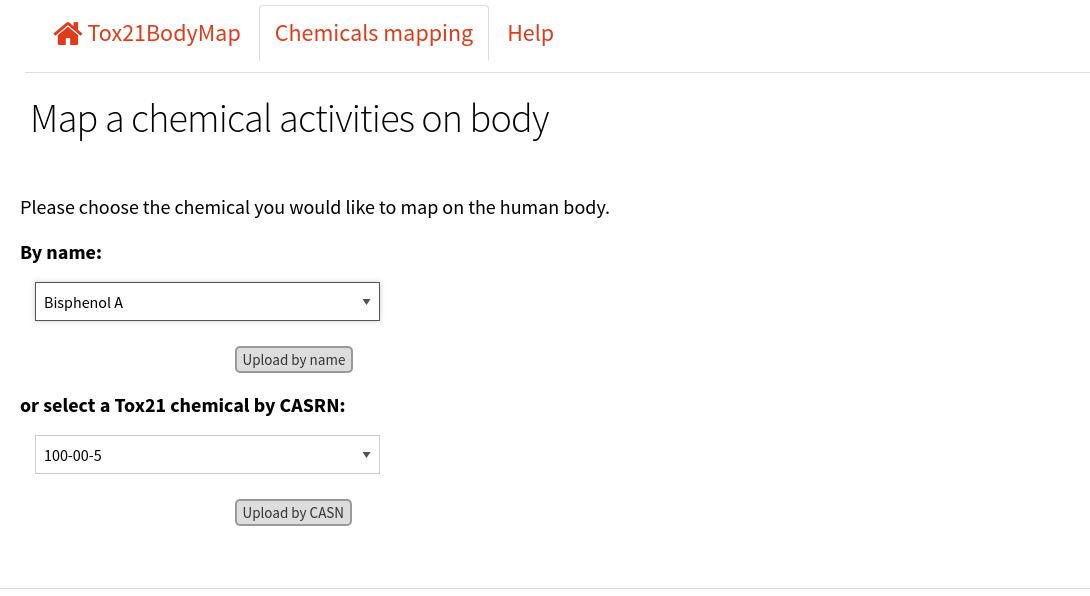 Tox21BodyMap Chemicals mapping Help
Map a chemical activities on body
Please choose the chemical you would like to map on the human body.
By name:
Bisphenol A
Upload by name
or select a Tox21 chemical by CASRN:
100-00-5
Upload by CASN